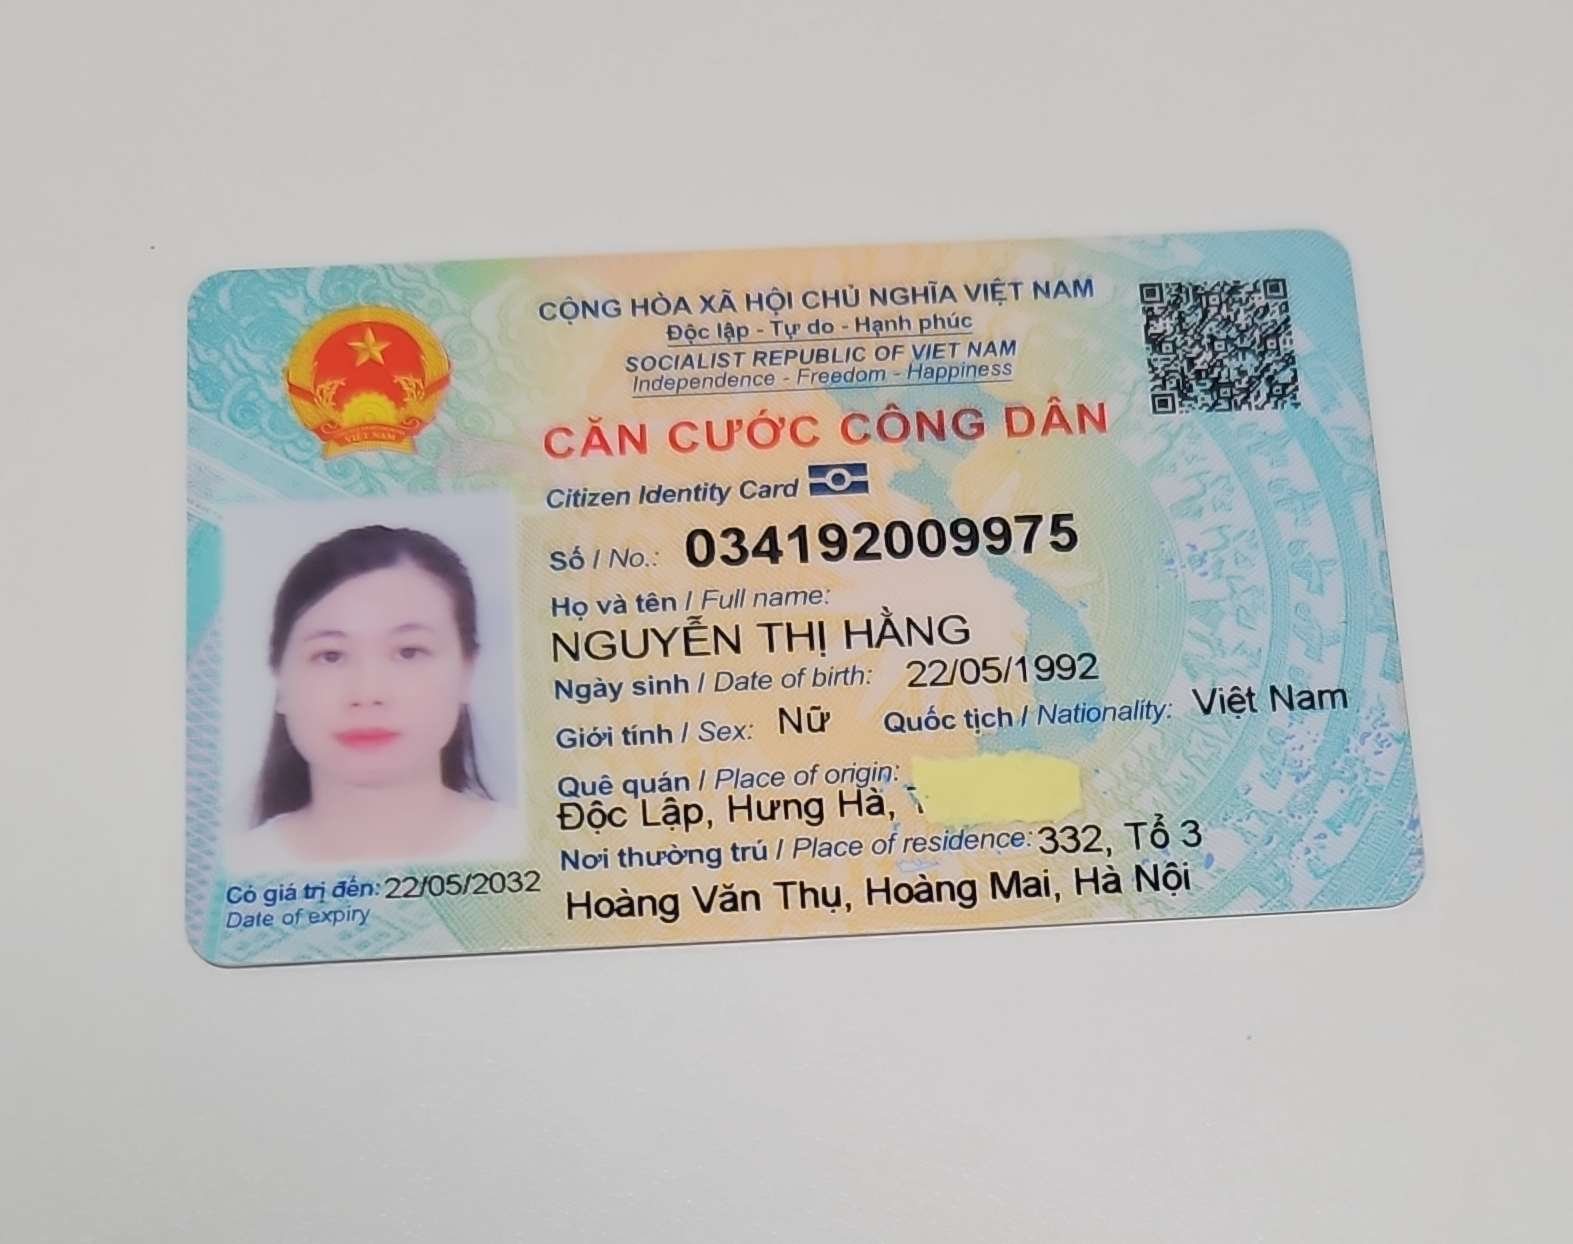 CỘNG HÒA XÃ HỘI CHỦ NGHĨA VIỆT NAM
Độc lập - Tự do - Hạnh phúc
SOCIALIST REPUBLIC OF VIET NAM
Independence - Freedom - Happiness
CĂN CƯỚC CÔNG DÂN
Citizen Identity Card
Số / No.: 034192009975
Họ và tên / Full name:
NGUYỄN THỊ HẰNG
Ngày sinh / Date of birth: 22/05/1992
Giới tính / Sex: Nữ Quốc tịch / Nationality: Việt Nam
Quê quán / Place of origin:
Độc Lập, Hưng Hà,
Nơi thường trú / Place of residence: 332, Tổ 3
Hoàng Văn Thụ, Hoàng Mai, Hà Nội
Có giá trị đến: 22/05/2032
Date of expiry
VIỆT NAM